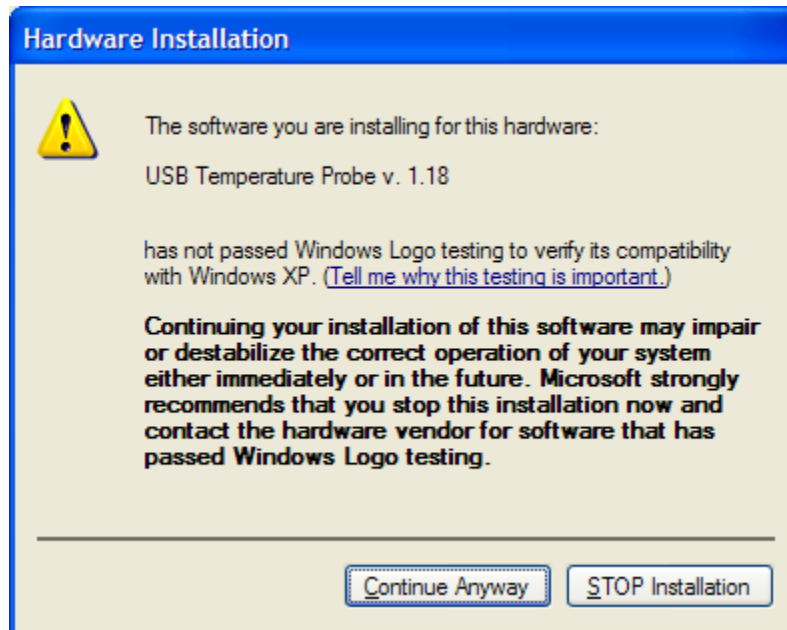 Hardware Installation
The software you are installing for this hardware:
USB Temperature Probe v. 1.18
has not passed Windows Logo testing to verify its compatibility
with Windows XP. (Tell me why this testing is important.)
Continuing your installation of this software may impair
or destabilize the correct operation of your system
either immediately or in the future. Microsoft strongly
recommends that you stop this installation now and
contact the hardware vendor for software that has
passed Windows Logo testing.
Continue Anyway
STOP Installation